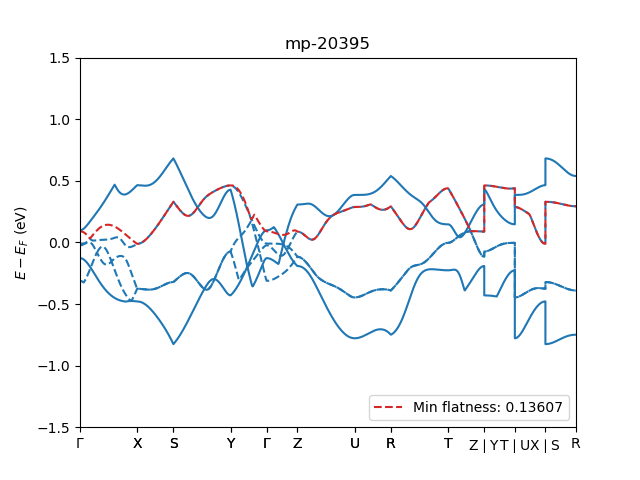 mp-20395
1.5
1.0
0.5
0.0
−0.5
−1.0
−1.5
E − E_F (eV)
Min flatness: 0.13607
Γ X S Y Γ Z U R T Z | Y T | U X | S R